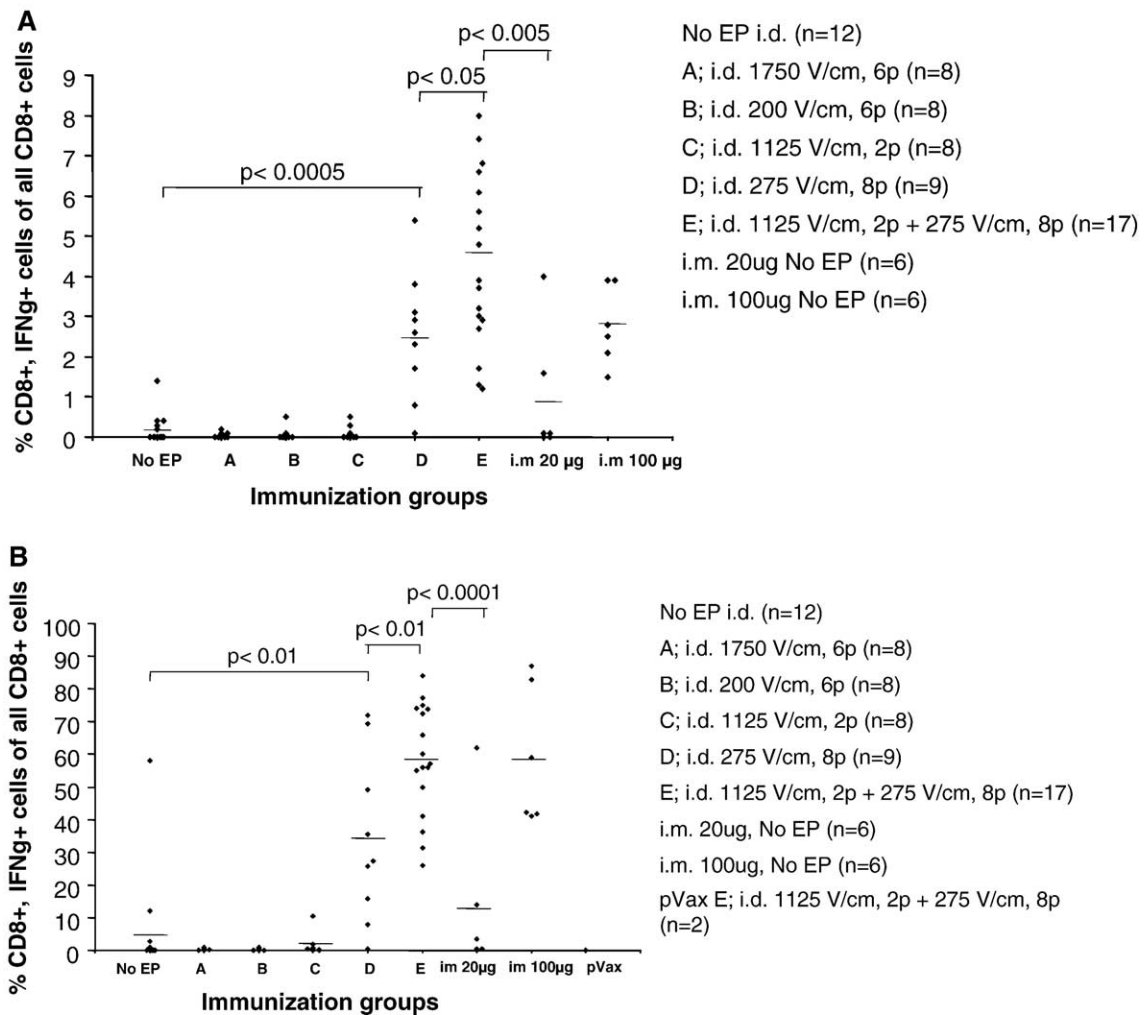 A
% CD8+, IFNg+ cells of all CD8+ cells
9
8
7
6
5
4
3
2
1
0
p< 0.0005
p< 0.05
p< 0.005
No EP A B C D E i.m 20 µg i.m 100 µg
Immunization groups
No EP i.d. (n=12)
A; i.d. 1750 V/cm, 6p (n=8)
B; i.d. 200 V/cm, 6p (n=8)
C; i.d. 1125 V/cm, 2p (n=8)
D; i.d. 275 V/cm, 8p (n=9)
E; i.d. 1125 V/cm, 2p + 275 V/cm, 8p (n=17)
i.m. 20ug No EP (n=6)
i.m. 100ug No EP (n=6)
B
% CD8+, IFNg+ cells of all CD8+ cells
100
90
80
70
60
50
40
30
20
10
0
p< 0.01
p< 0.01
p< 0.0001
No EP A B C D E im 20µg im 100µg pVax
Immunization groups
No EP i.d. (n=12)
A; i.d. 1750 V/cm, 6p (n=8)
B; i.d. 200 V/cm, 6p (n=8)
C; i.d. 1125 V/cm, 2p (n=8)
D; i.d. 275 V/cm, 8p (n=9)
E; i.d. 1125 V/cm, 2p + 275 V/cm, 8p (n=17)
i.m. 20ug, No EP (n=6)
i.m. 100ug, No EP (n=6)
pVax E; i.d. 1125 V/cm, 2p + 275 V/cm, 8p
(n=2)